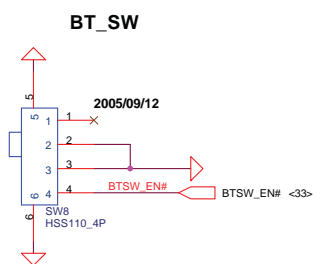 BT_SW
2005/09/12
5
5
1 1
2 2
3 3
4 4
BTSW_EN#
BTSW_EN# <33>
6
6
SW8
HSS110_4P